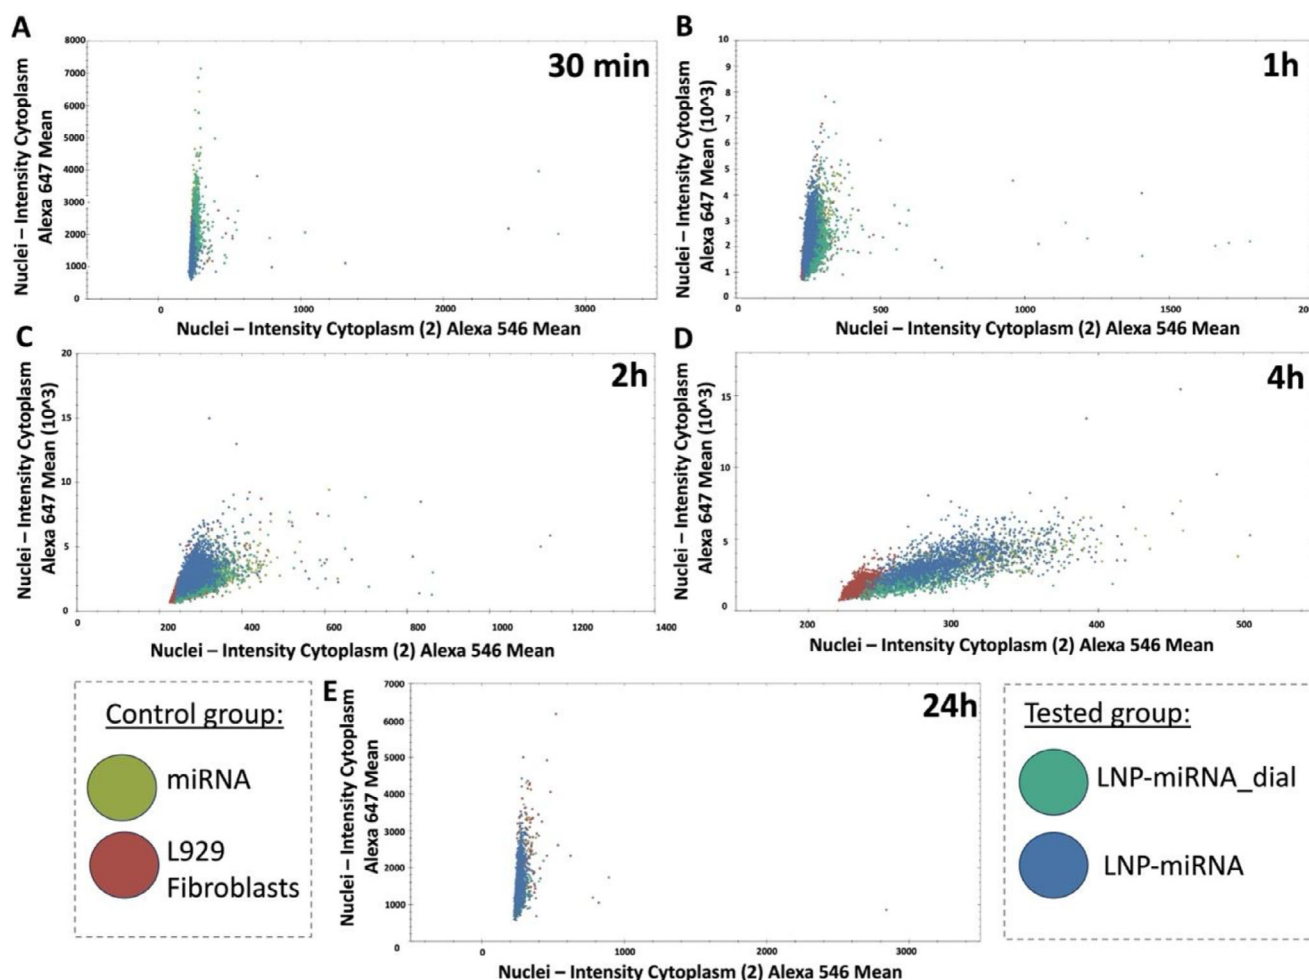 A
30 min
Nuclei – Intensity Cytoplasm
Alexa 647 Mean
8000
7000
6000
5000
4000
3000
2000
1000
0
0
1000
2000
3000
Nuclei – Intensity Cytoplasm (2) Alexa 546 Mean
B
1h
Nuclei – Intensity Cytoplasm
Alexa 647 Mean (10^3)
10
9
8
7
6
5
4
3
2
1
0
0
500
1000
1500
Nuclei – Intensity Cytoplasm (2) Alexa 546 Mean
C
2h
Nuclei – Intensity Cytoplasm
Alexa 647 Mean (10^3)
20
15
10
5
0
0
200
400
600
800
1000
1200
1400
Nuclei – Intensity Cytoplasm (2) Alexa 546 Mean
D
4h
Nuclei – Intensity Cytoplasm
Alexa 647 Mean (10^3)
15
10
5
0
200
300
400
500
Nuclei – Intensity Cytoplasm (2) Alexa 546 Mean
Control group:
miRNA
L929
Fibroblasts
E
24h
Nuclei – Intensity Cytoplasm
Alexa 647 Mean
7000
6000
5000
4000
3000
2000
1000
0
0
1000
2000
3000
Nuclei – Intensity Cytoplasm (2) Alexa 546 Mean
Tested group:
LNP-miRNA_dial
LNP-miRNA